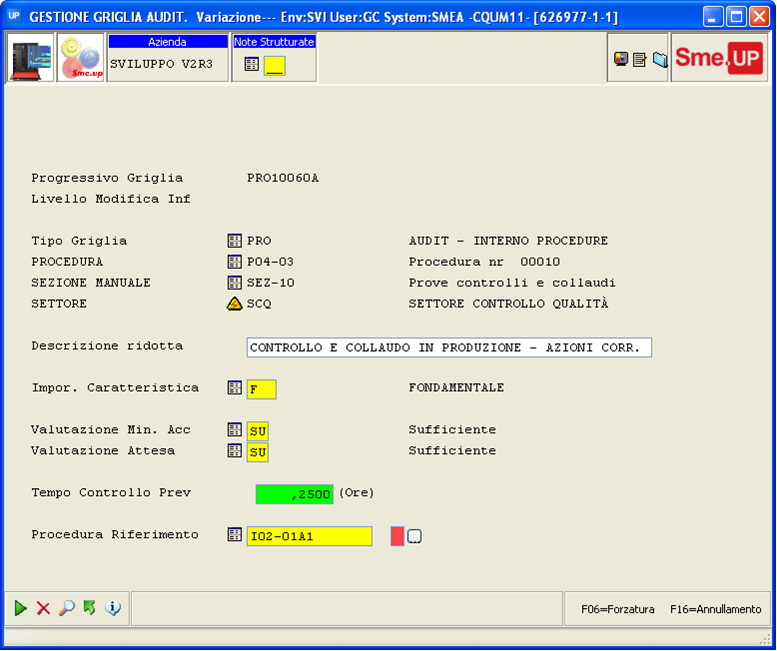 UP GESTIONE GRIGLIA AUDIT. Variazione--- Env:SVI User:GC System:SMEA -CQUM11- [626977-1-1]
Sme.up
Azienda
SVILUPPO V2R3
Note Strutturate
Sme.UP
Progressivo Griglia PRO10060A
Livello Modifica Inf
Tipo Griglia PRO AUDIT - INTERNO PROCEDURE
PROCEDURA P04-03 Procedura nr 00010
SEZIONE MANUALE SEZ-10 Prove controlli e collaudi
SETTORE SCQ SETTORE CONTROLLO QUALITÀ
Descrizione ridotta CONTROLLO E COLLAUDO IN PRODUZIONE - AZIONI CORR.
Impor. Caratteristica F FONDAMENTALE
Valutazione Min. Acc SU Sufficiente
Valutazione Attesa SU Sufficiente
Tempo Controllo Prev ,2500 (Ore)
Procedura Riferimento I02-01A1 ...
F06=Forzatura F16=Annullamento